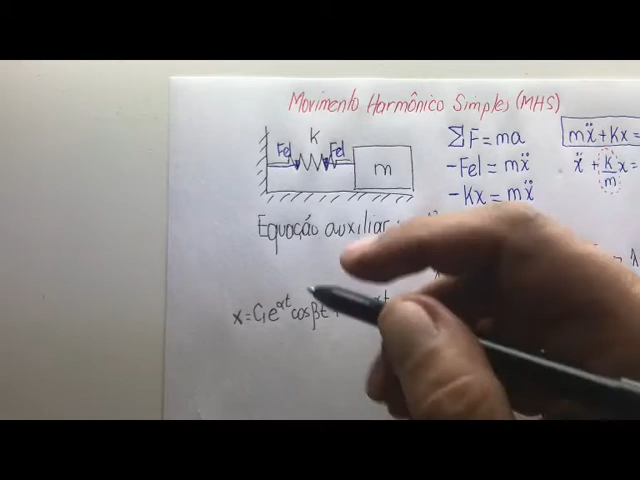 Movimento Harmônico Simples (MHS)
K
Fel Fel
m
ΣF = ma
-Fel = mẍ
-Kx = mẍ
mẍ + Kx =
ẍ + K/m x =
Equação auxiliar
x = C₁e^αt cosβt